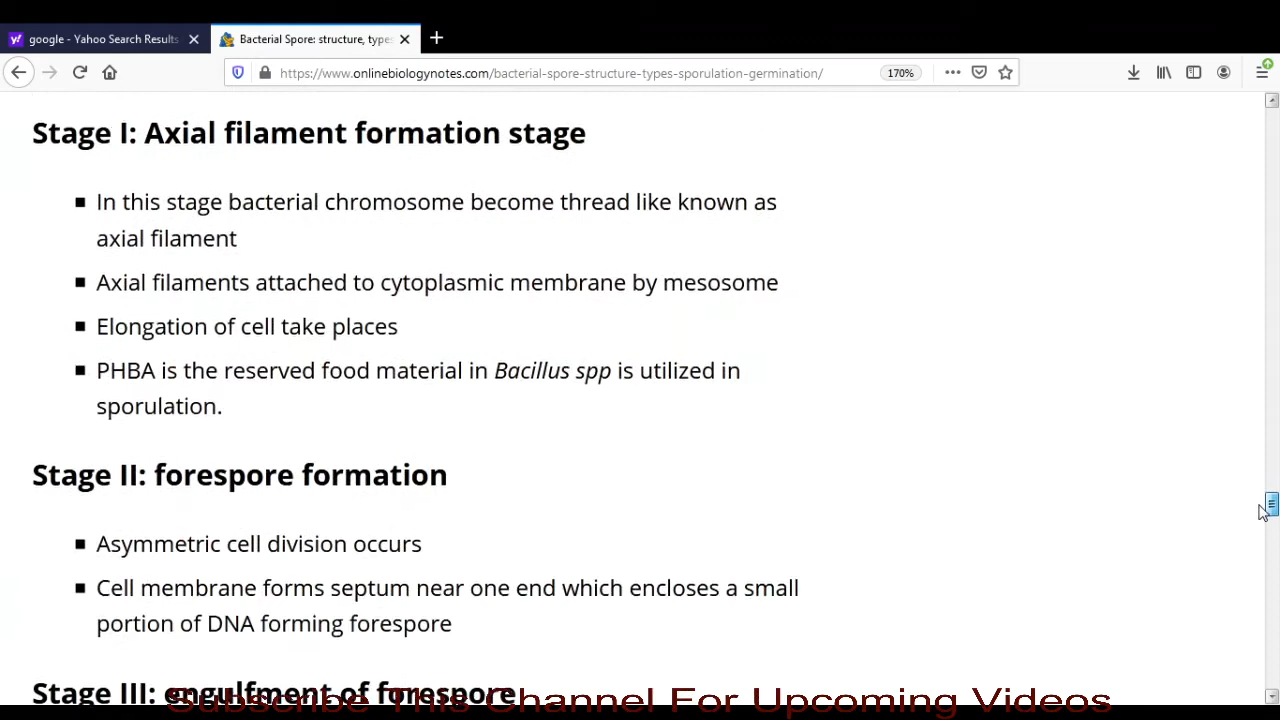 google - Yahoo Search Results
Bacterial Spore: structure, types
https://www.onlinebiologynotes.com/bacterial-spore-structure-types-sporulation-germination/
170%
Stage I: Axial filament formation stage
In this stage bacterial chromosome become thread like known as
axial filament
Axial filaments attached to cytoplasmic membrane by mesosome
Elongation of cell take places
PHBA is the reserved food material in Bacillus spp is utilized in
sporulation.
Stage II: forespore formation
Asymmetric cell division occurs
Cell membrane forms septum near one end which encloses a small
portion of DNA forming forespore
Stage III: engulfment of forespore
Subscribe This Channel For Upcoming Videos